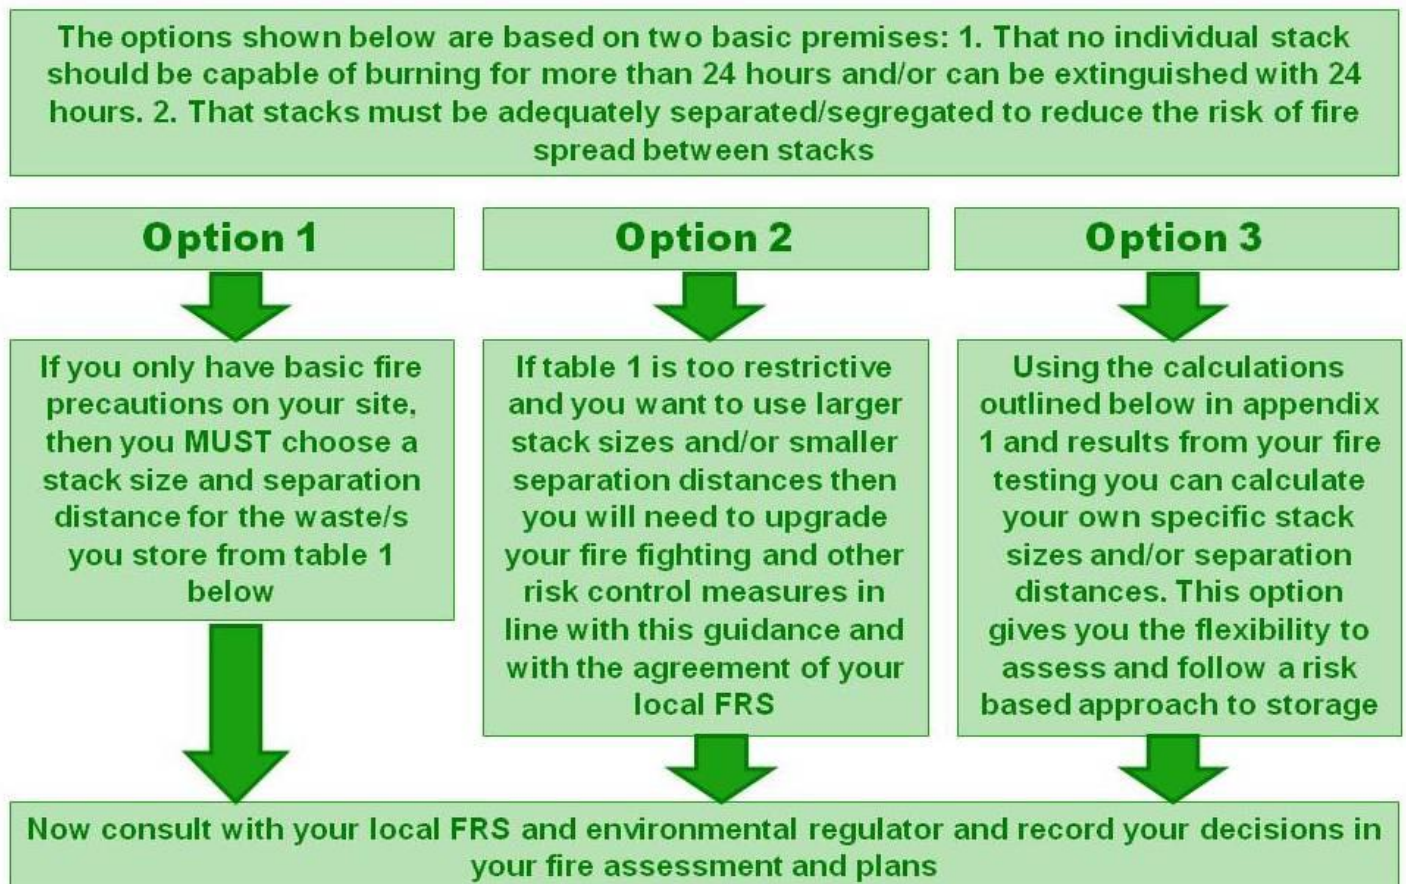 The options shown below are based on two basic premises: 1. That no individual stack
should be capable of burning for more than 24 hours and/or can be extinguished with 24
hours. 2. That stacks must be adequately separated/segregated to reduce the risk of fire
spread between stacks
Option 1
If you only have basic fire
precautions on your site,
then you MUST choose a
stack size and separation
distance for the waste/s
you store from table 1
below
Option 2
If table 1 is too restrictive
and you want to use larger
stack sizes and/or smaller
separation distances then
you will need to upgrade
your fire fighting and other
risk control measures in
line with this guidance and
with the agreement of your
local FRS
Option 3
Using the calculations
outlined below in appendix
1 and results from your fire
testing you can calculate
your own specific stack
sizes and/or separation
distances. This option
gives you the flexibility to
assess and follow a risk
based approach to storage
Now consult with your local FRS and environmental regulator and record your decisions in
your fire assessment and plans